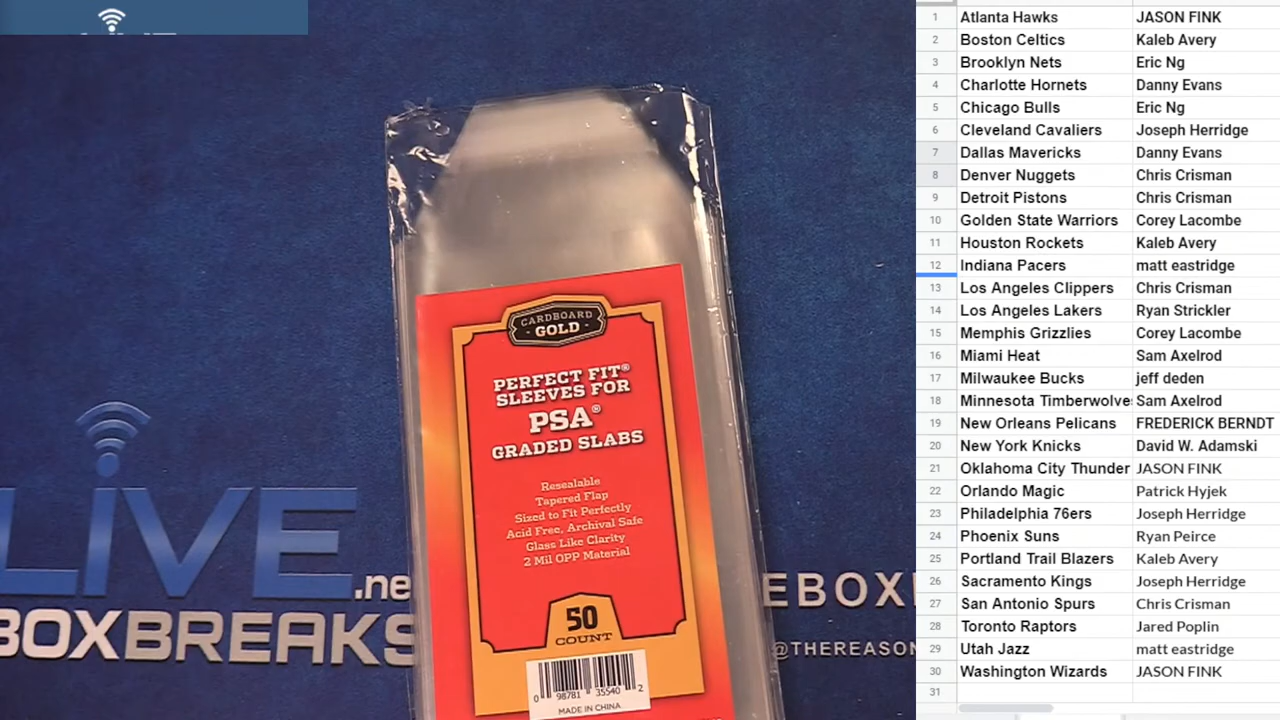 CARDBOARD
GOLD
PERFECT FIT®
SLEEVES FOR
PSA®
GRADED SLABS
Resealable
Tapered Flap
Sized to Fit Perfectly
Acid Free, Archival Safe
Glass Like Clarity
2 Mil OPP Material
50
COUNT
0 98781 35540 2
MADE IN CHINA
LIVE.ne
BOXBREAKS
EBOX
@THEREASON
1 Atlanta Hawks JASON FINK
2 Boston Celtics Kaleb Avery
3 Brooklyn Nets Eric Ng
4 Charlotte Hornets Danny Evans
5 Chicago Bulls Eric Ng
6 Cleveland Cavaliers Joseph Herridge
7 Dallas Mavericks Danny Evans
8 Denver Nuggets Chris Crisman
9 Detroit Pistons Chris Crisman
10 Golden State Warriors Corey Lacombe
11 Houston Rockets Kaleb Avery
12 Indiana Pacers matt eastridge
13 Los Angeles Clippers Chris Crisman
14 Los Angeles Lakers Ryan Strickler
15 Memphis Grizzlies Corey Lacombe
16 Miami Heat Sam Axelrod
17 Milwaukee Bucks jeff deden
18 Minnesota Timberwolve Sam Axelrod
19 New Orleans Pelicans FREDERICK BERNDT
20 New York Knicks David W. Adamski
21 Oklahoma City Thunder JASON FINK
22 Orlando Magic Patrick Hyjek
23 Philadelphia 76ers Joseph Herridge
24 Phoenix Suns Ryan Peirce
25 Portland Trail Blazers Kaleb Avery
26 Sacramento Kings Joseph Herridge
27 San Antonio Spurs Chris Crisman
28 Toronto Raptors Jared Poplin
29 Utah Jazz matt eastridge
30 Washington Wizards JASON FINK
31